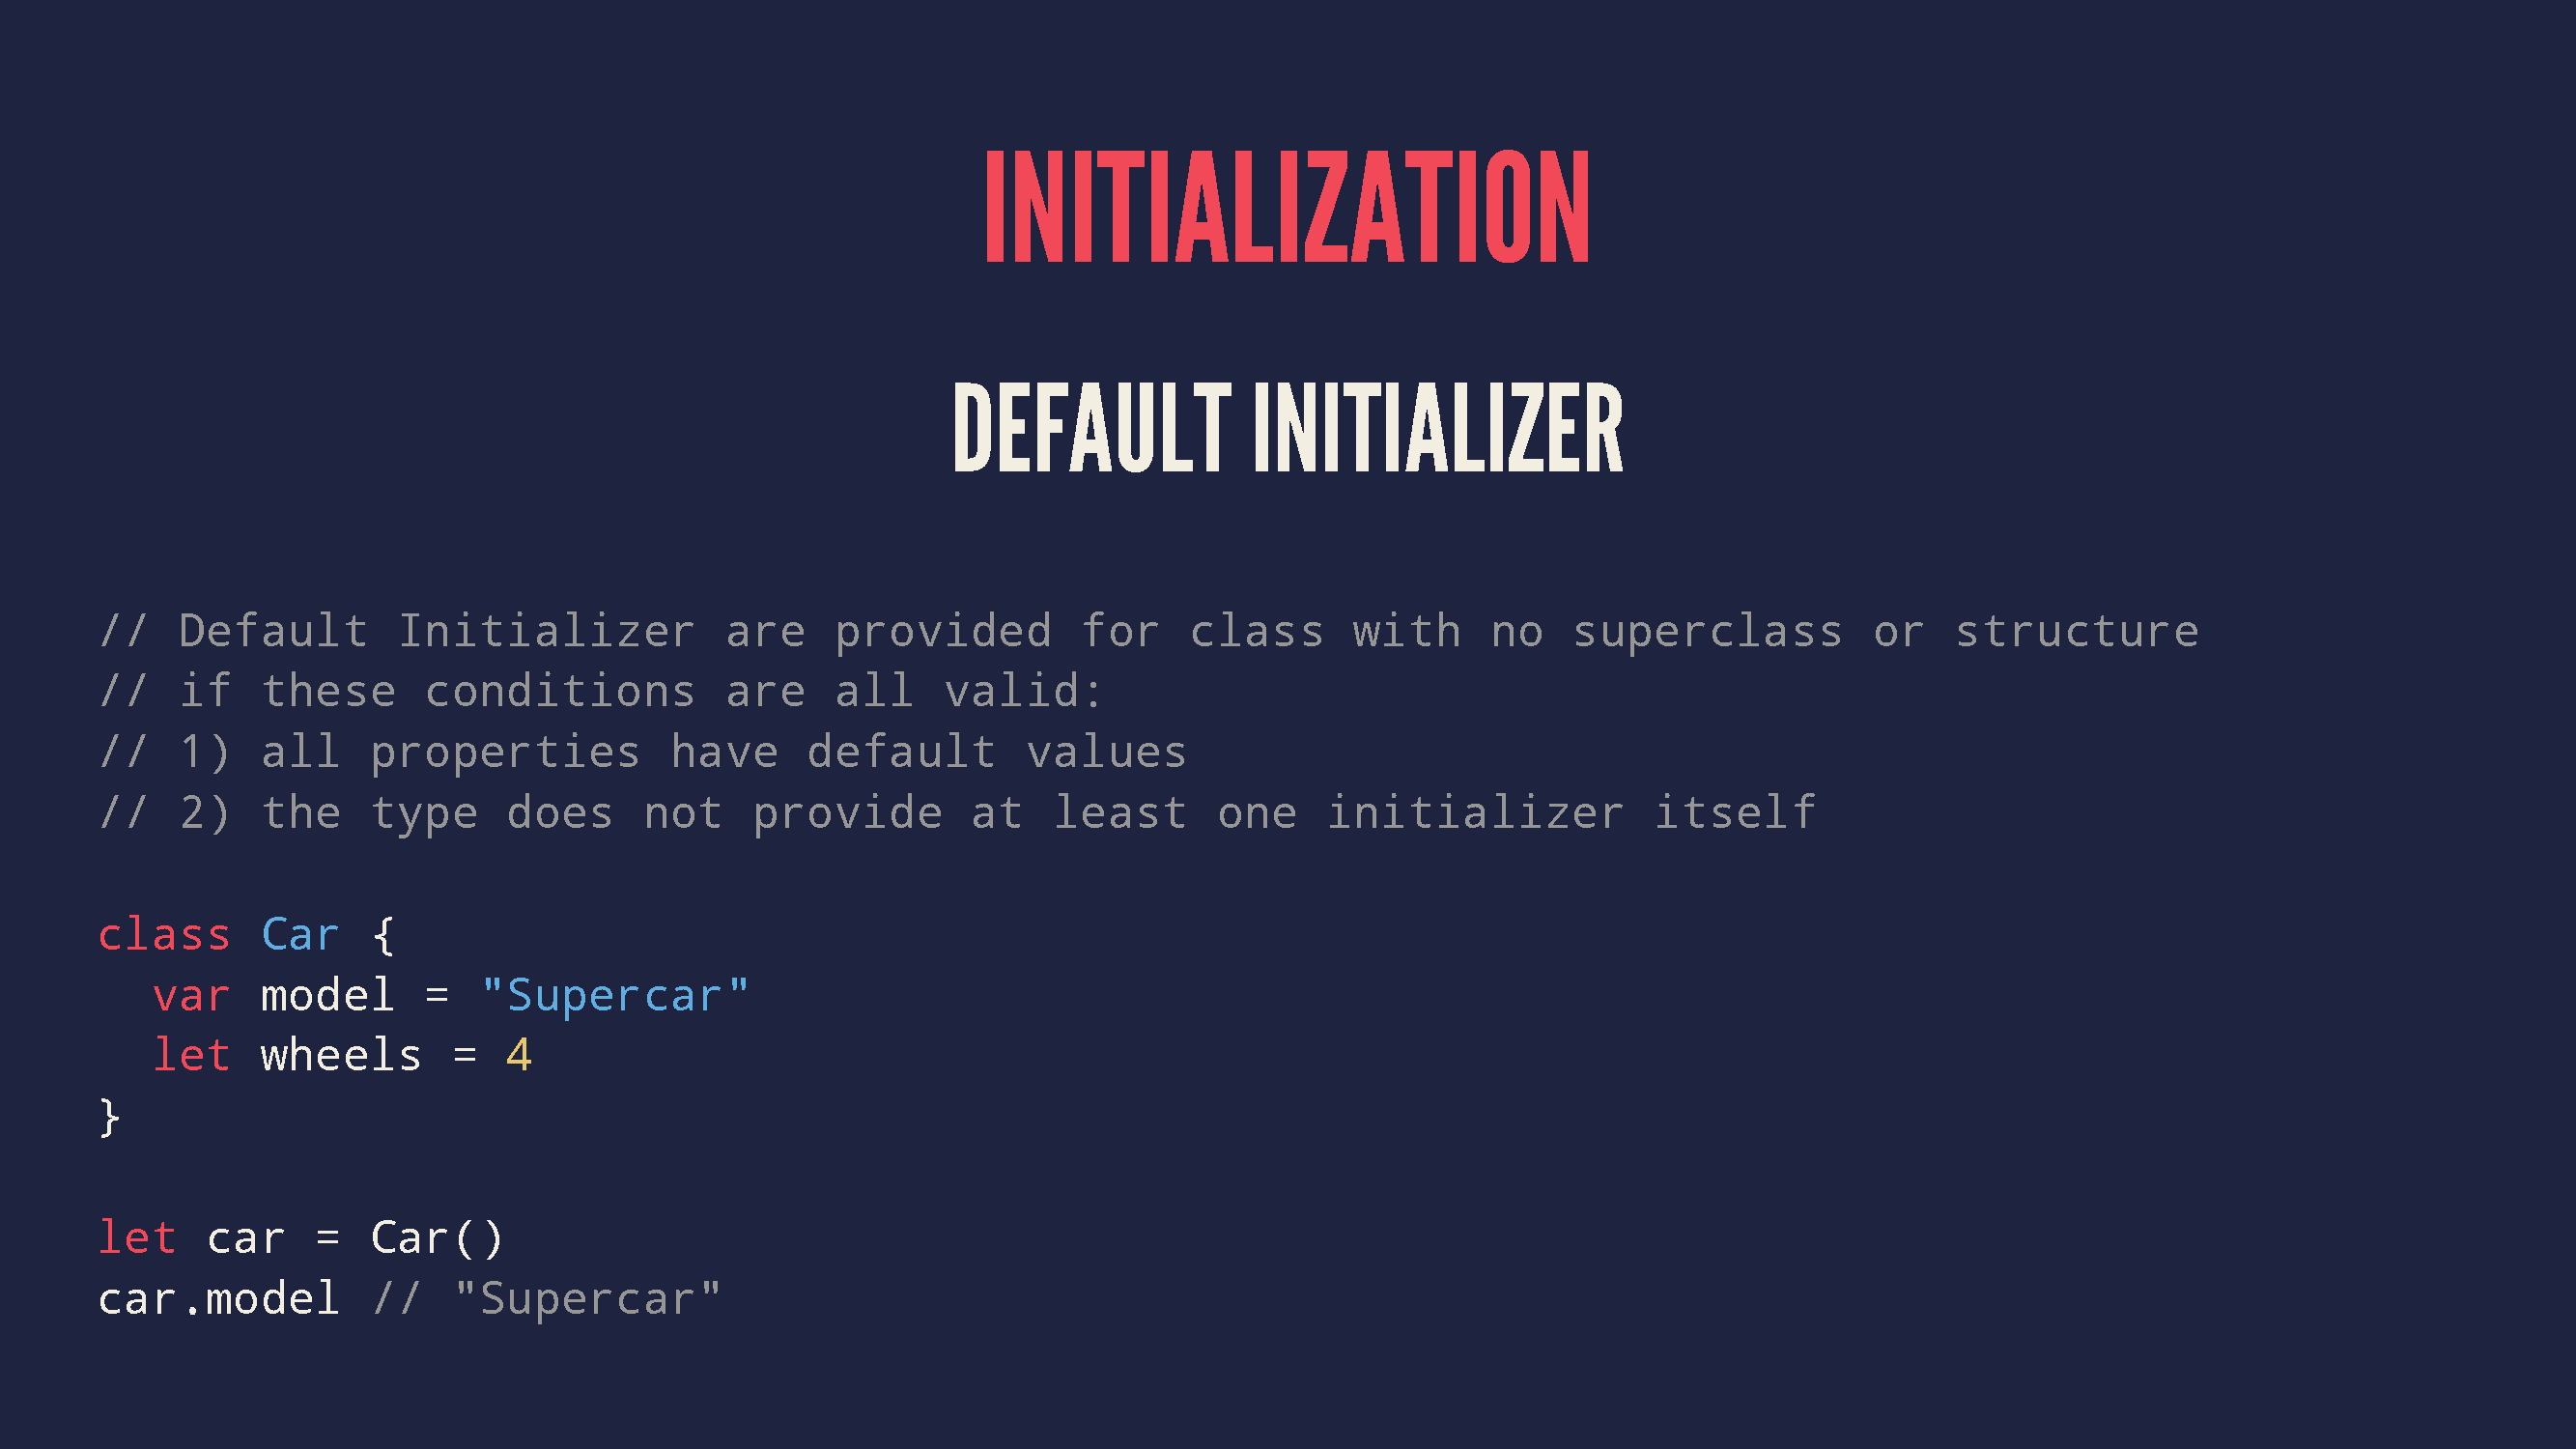 INITIALIZATION
DEFAULT INITIALIZER
// Default Initializer are provided for class with no superclass or structure
// if these conditions are all valid:
// 1) all properties have default values
// 2) the type does not provide at least one initializer itself
class Car {
  var model = "Supercar"
  let wheels = 4
}
let car = Car()
car.model // "Supercar"